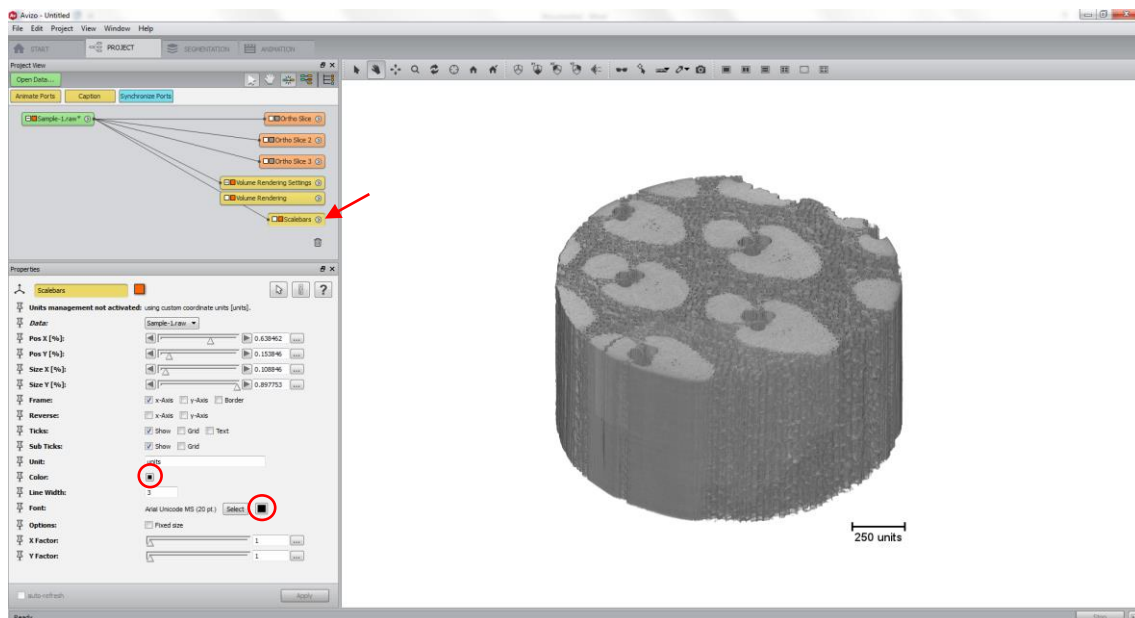 Avizo - Untitled
File Edit Project View Window Help
START PROJECT SEGMENTATION ANIMATION
Project View
Open Data...
Animate Ports Caption Synchronize Ports
Sample-1.raw* Ortho Slice
Ortho Slice 2
Ortho Slice 3
Volume Rendering Settings
Volume Rendering
Scalebars
Properties
Scalebars ?
Units management not activated: using custom coordinate units [units].
Data: Sample-1.raw
Pos X [%]: 0.638462 ...
Pos Y [%]: 0.153846 ...
Size X [%]: 0.108846 ...
Size Y [%]: 0.897753 ...
Frame: x-Axis y-Axis Border
Reverse: x-Axis y-Axis
Ticks: Show Grid Text
Sub Ticks: Show Grid
Unit: units
Color:
Line Width: 3
Font: Arial Unicode MS (20 pt.) Select
Options: Fixed size
X Factor: 1 ...
Y Factor: 1 ...
auto-refresh Apply
Ready
Stop
250 units